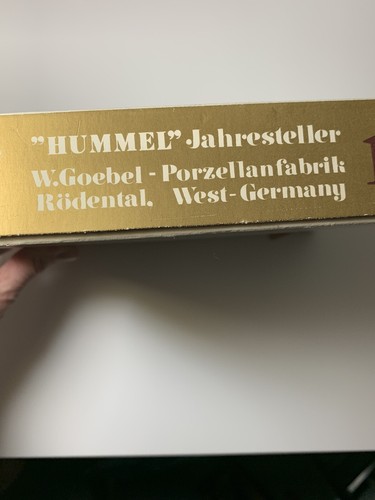 ”HUMMEL” Jahresteller
W.Goebel - Porzellanfabrik
Rödental. West-Germany